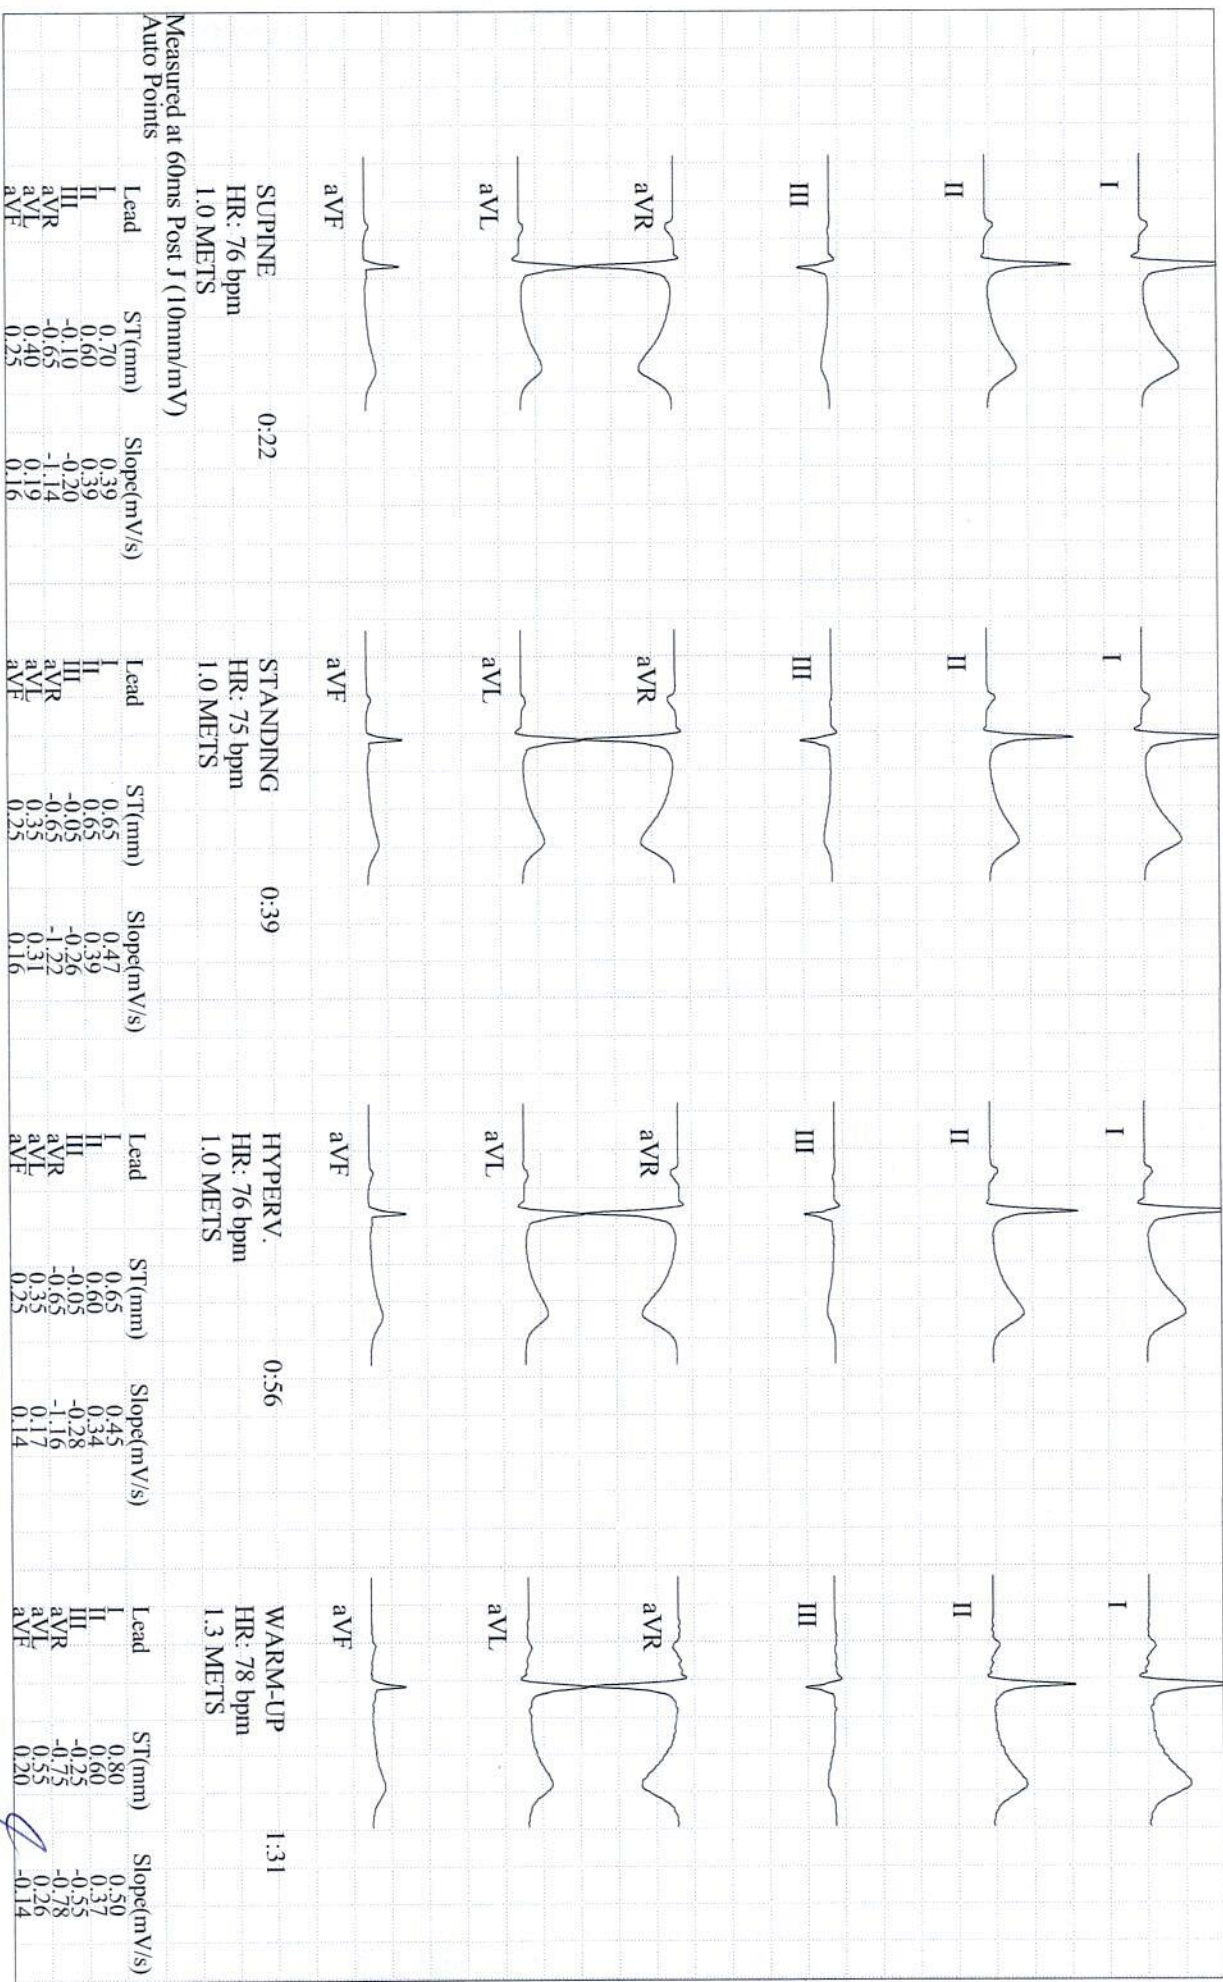 I
II
III
aVR
aVL
aVF
SUPINE 0:22
HR: 76 bpm
1.0 METS
I
II
III
aVR
aVL
aVF
STANDING 0:39
HR: 75 bpm
1.0 METS
I
II
III
aVR
aVL
aVF
HYPERV. 0:56
HR: 76 bpm
1.0 METS
I
II
III
aVR
aVL
aVF
WARM-UP 1:31
HR: 78 bpm
1.3 METS
Measured at 60ms Post J (10mm/mV)
Auto Points
Lead ST(mm) Slope(mV/s)
I 0.70 0.39
II 0.60 0.39
III -0.10 -0.20
aVR -0.65 -1.14
aVL 0.40 0.19
aVF 0.25 0.16
Lead ST(mm) Slope(mV/s)
I 0.65 0.47
II 0.65 0.39
III -0.05 -0.26
aVR -0.65 -1.22
aVL 0.35 0.31
aVF 0.25 0.16
Lead ST(mm) Slope(mV/s)
I 0.65 0.45
II 0.60 0.34
III -0.05 -0.28
aVR -0.65 -1.16
aVL 0.35 0.17
aVF 0.25 0.14
Lead ST(mm) Slope(mV/s)
I 0.80 0.50
II 0.60 0.37
III -0.25 -0.55
aVR -0.75 -0.78
aVL 0.55 0.26
aVF 0.20 -0.14